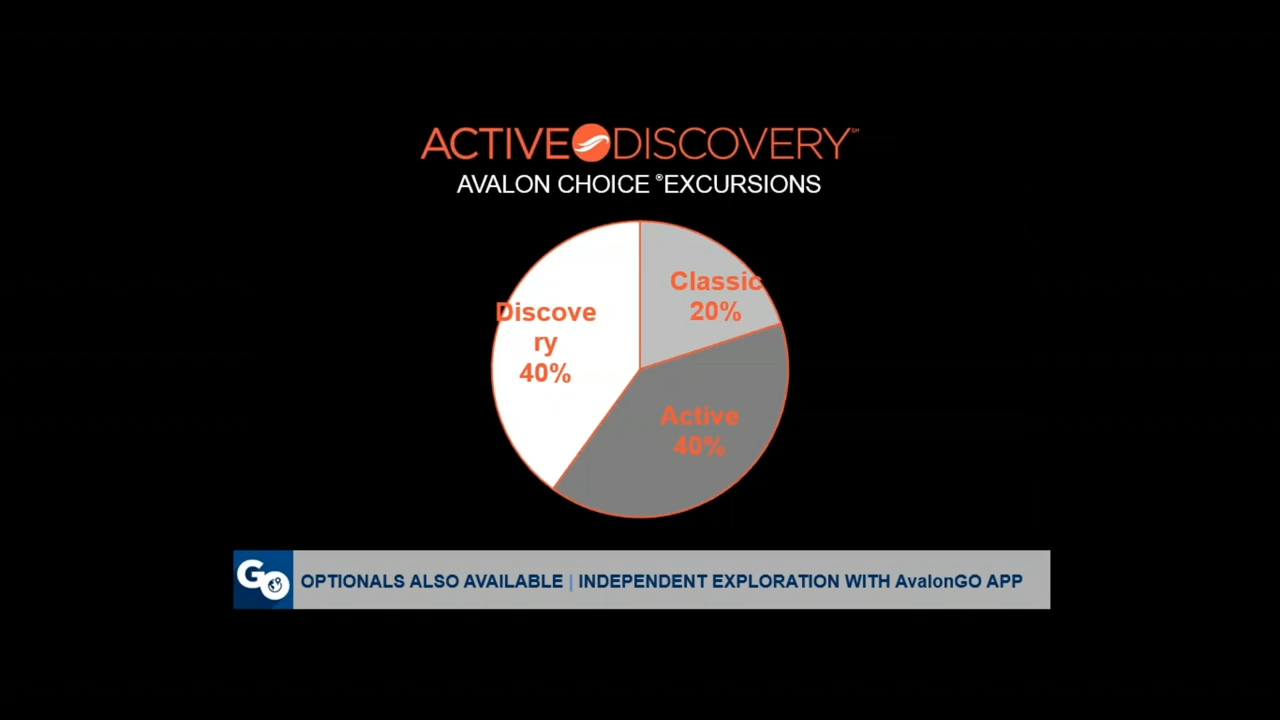 ACTIVE DISCOVERY℠
AVALON CHOICE ®EXCURSIONS
Classic
20%
Discove
ry
40%
Active
40%
GO
OPTIONALS ALSO AVAILABLE | INDEPENDENT EXPLORATION WITH AvalonGO APP